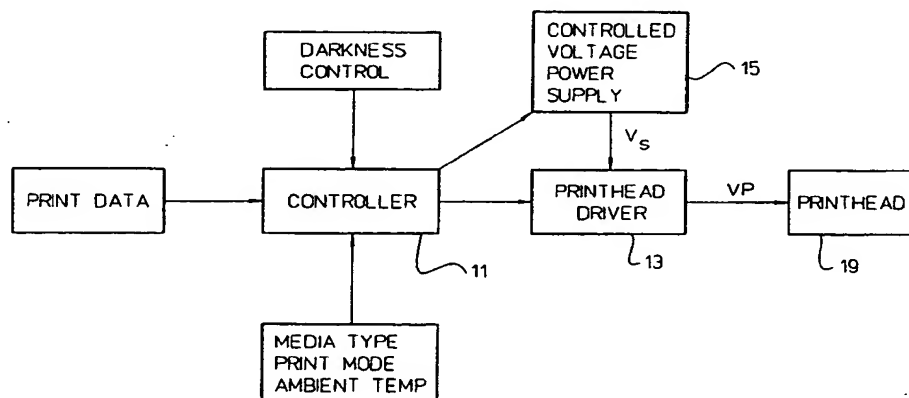 DARKNESS
CONTROL
CONTROLLED
VOLTAGE
POWER
SUPPLY
15
V_S
PRINT DATA
CONTROLLER
PRINTHEAD
DRIVER
VP
PRINTHEAD
11
13
19
MEDIA TYPE
PRINT MODE
AMBIENT TEMP